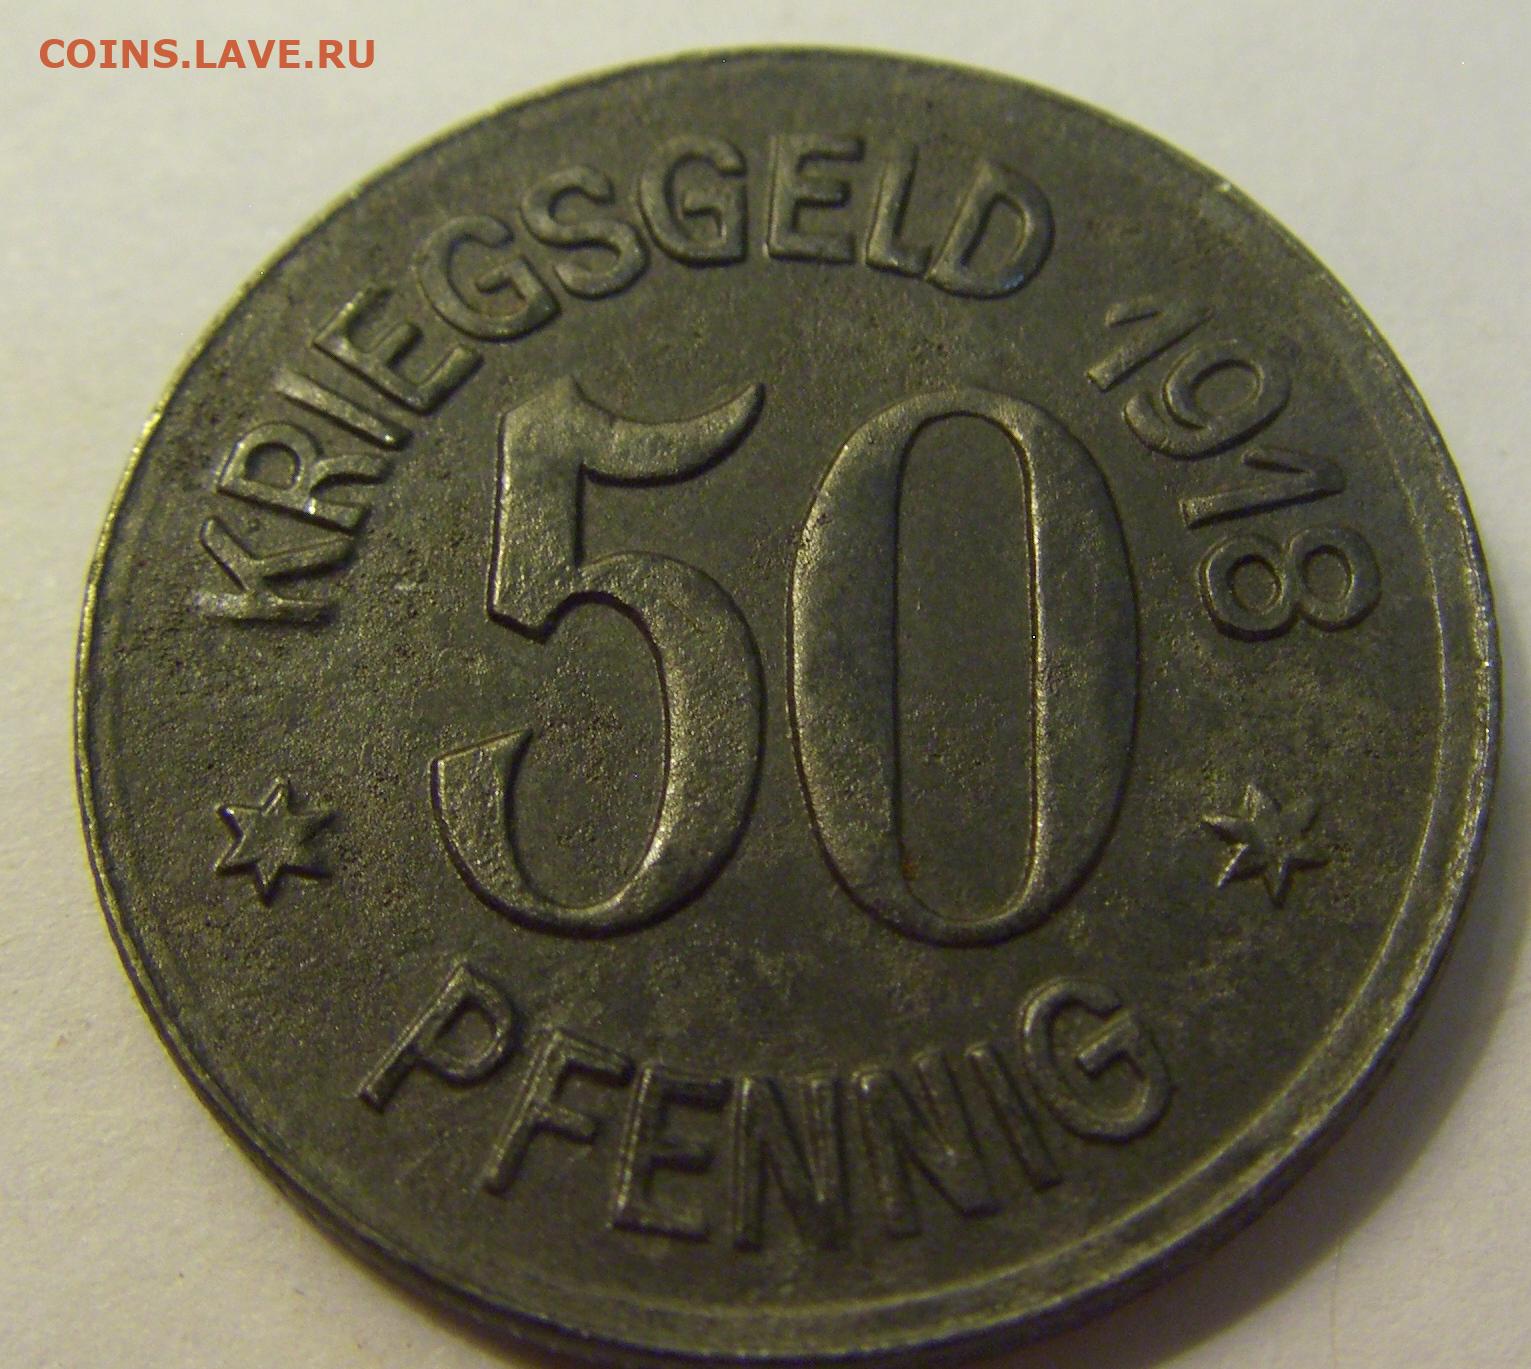 COINS.LAVE.RU
KRIEGSGELD 1918
50
PFENNIG